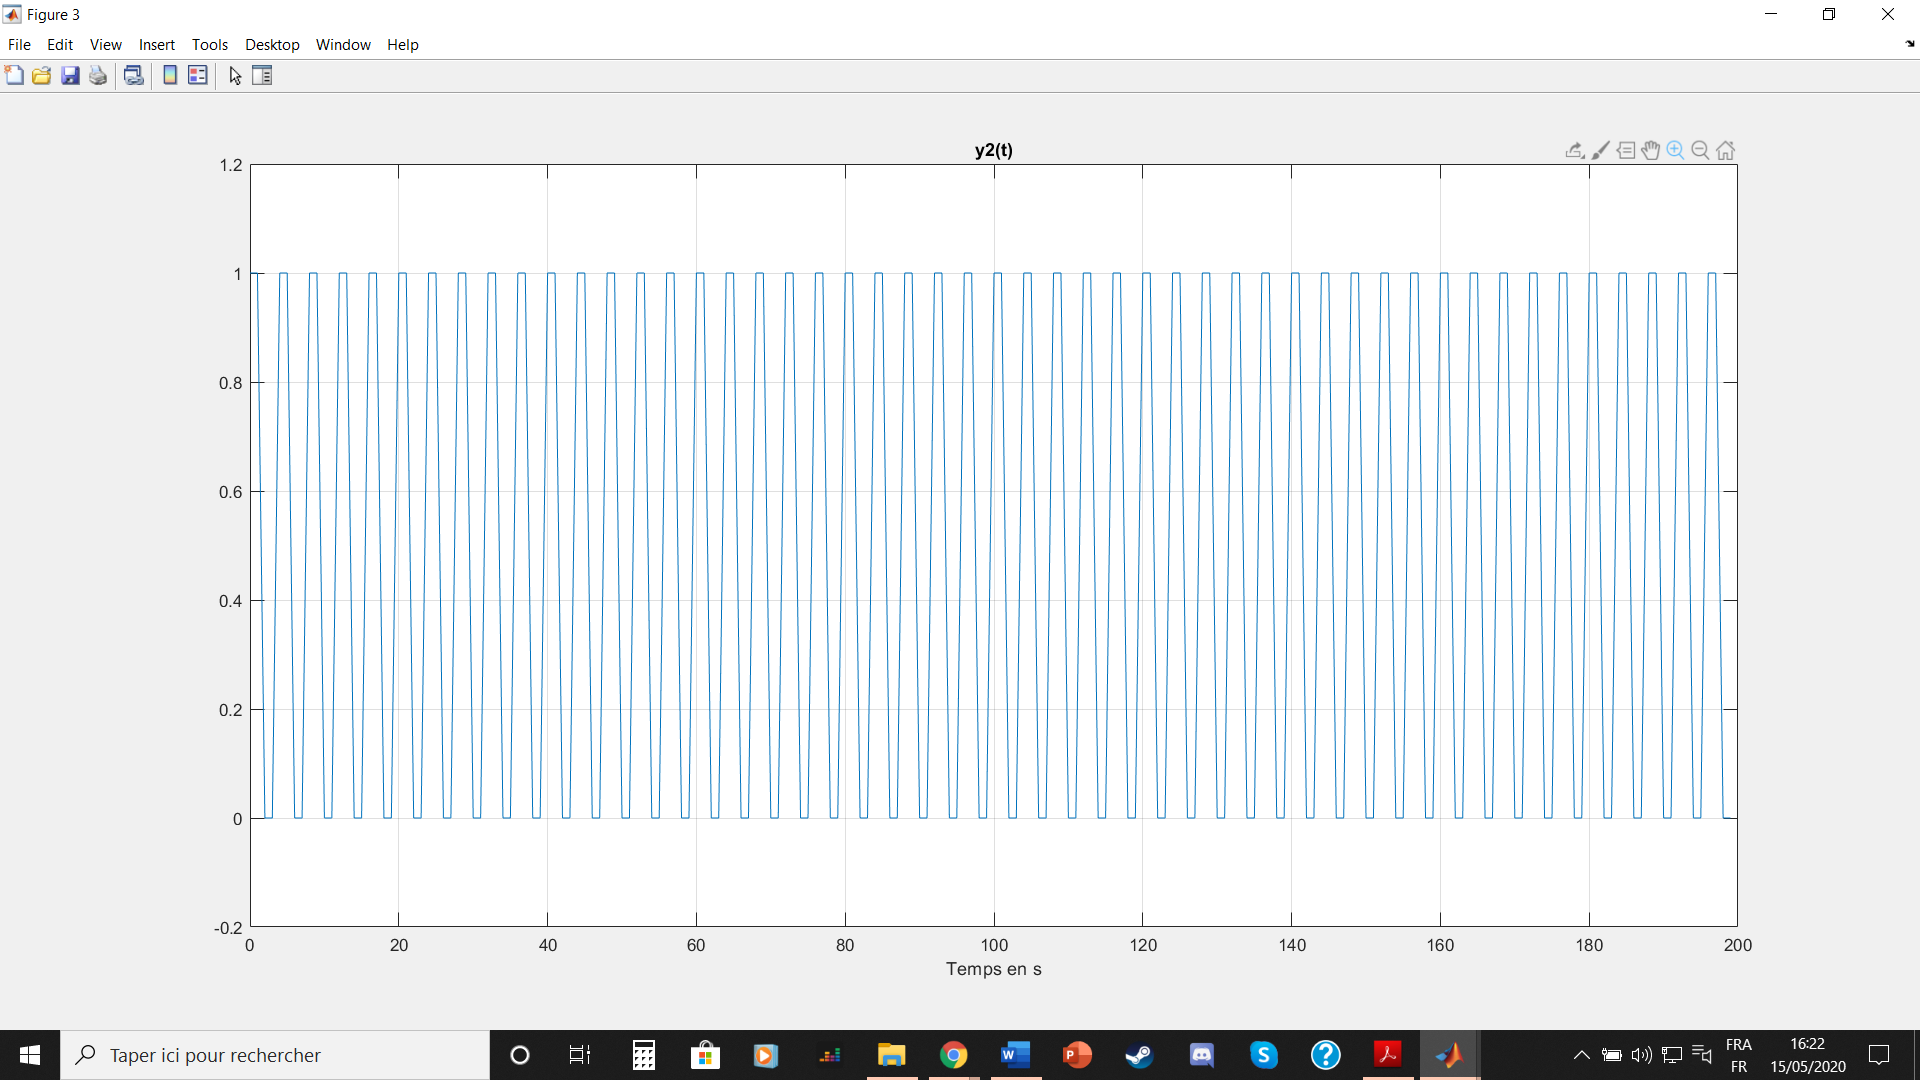 Figure 3
File Edit View Insert Tools Desktop Window Help
y2(t)
1.2
1
0.8
0.6
0.4
0.2
0
-0.2
0 20 40 60 80 100 120 140 160 180 200
Temps en s
Taper ici pour rechercher
FRA
FR
16:22
15/05/2020